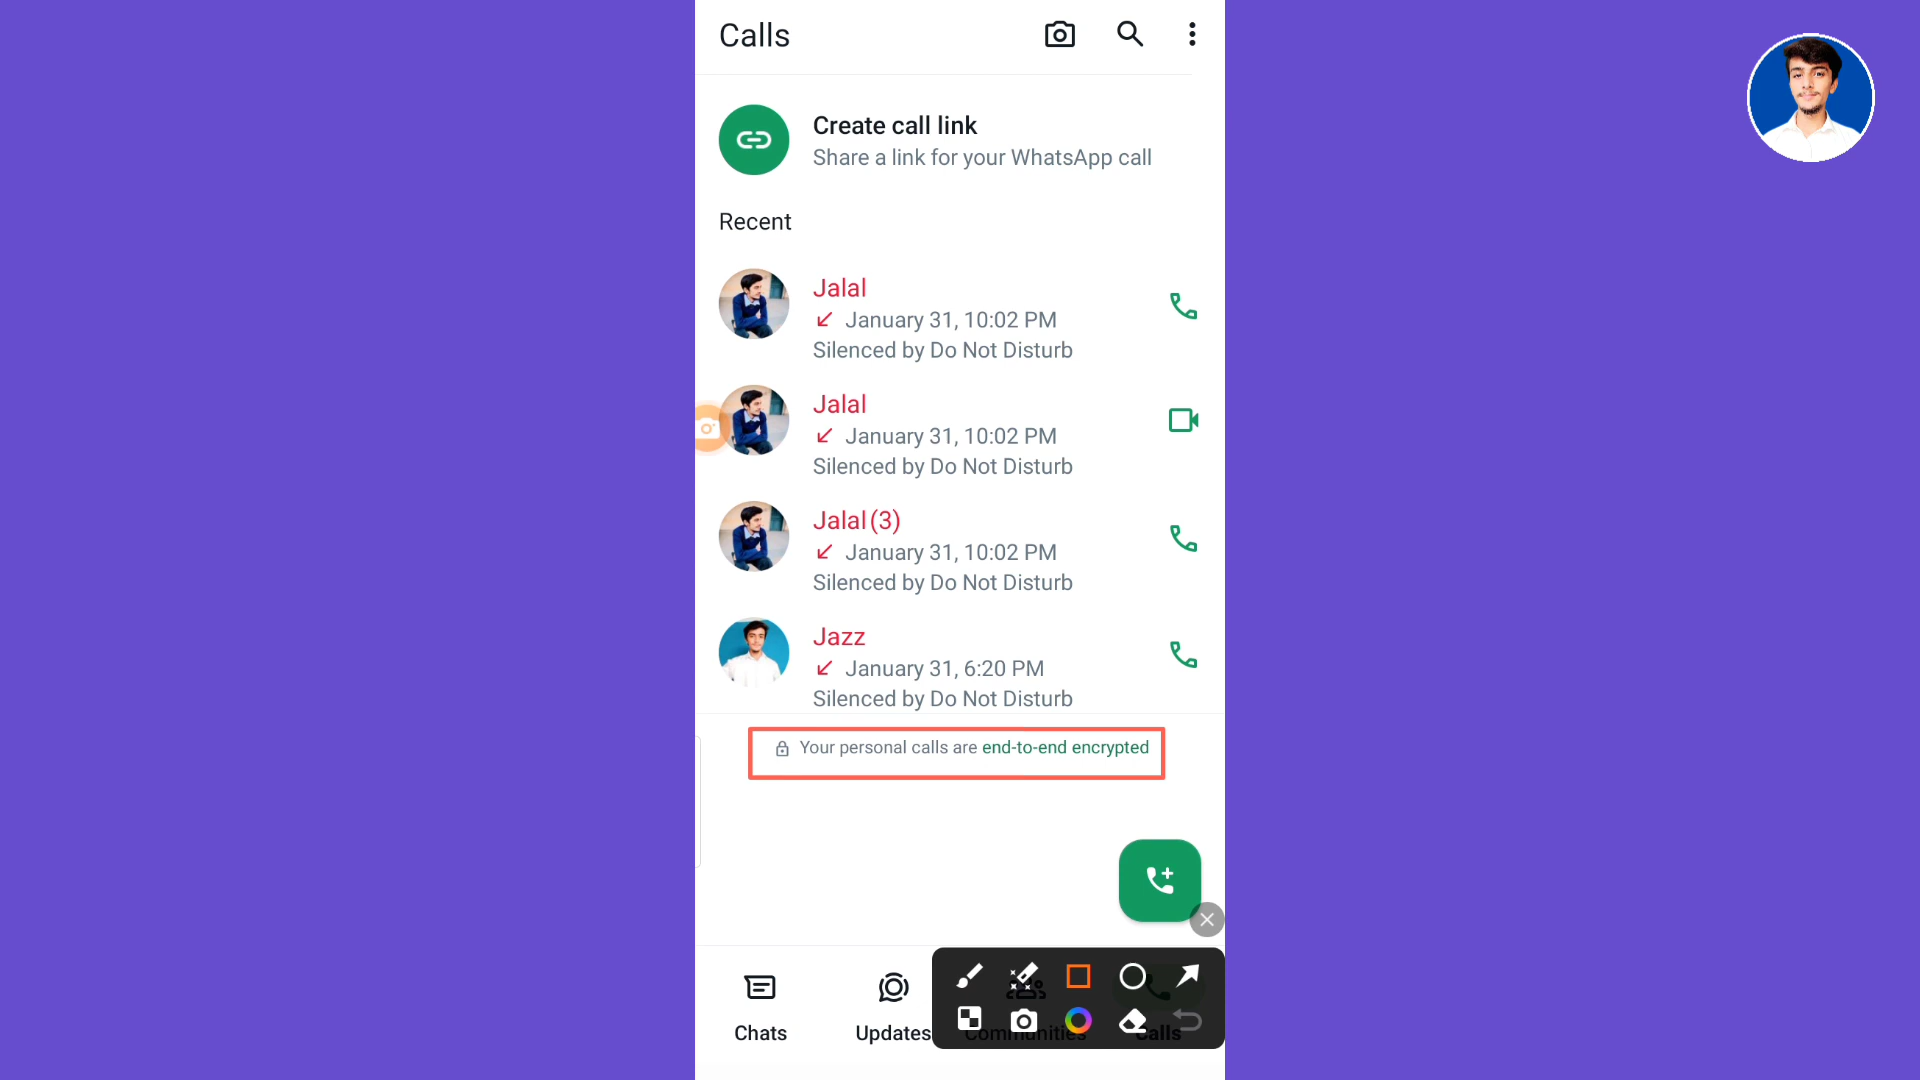 Calls
Create call link
Share a link for your WhatsApp call
Recent
Jalal
January 31, 10:02 PM
Silenced by Do Not Disturb
Jalal
January 31, 10:02 PM
Silenced by Do Not Disturb
Jalal (3)
January 31, 10:02 PM
Silenced by Do Not Disturb
Jazz
January 31, 6:20 PM
Silenced by Do Not Disturb
Your personal calls are end-to-end encrypted
Chats Updates Communities Calls